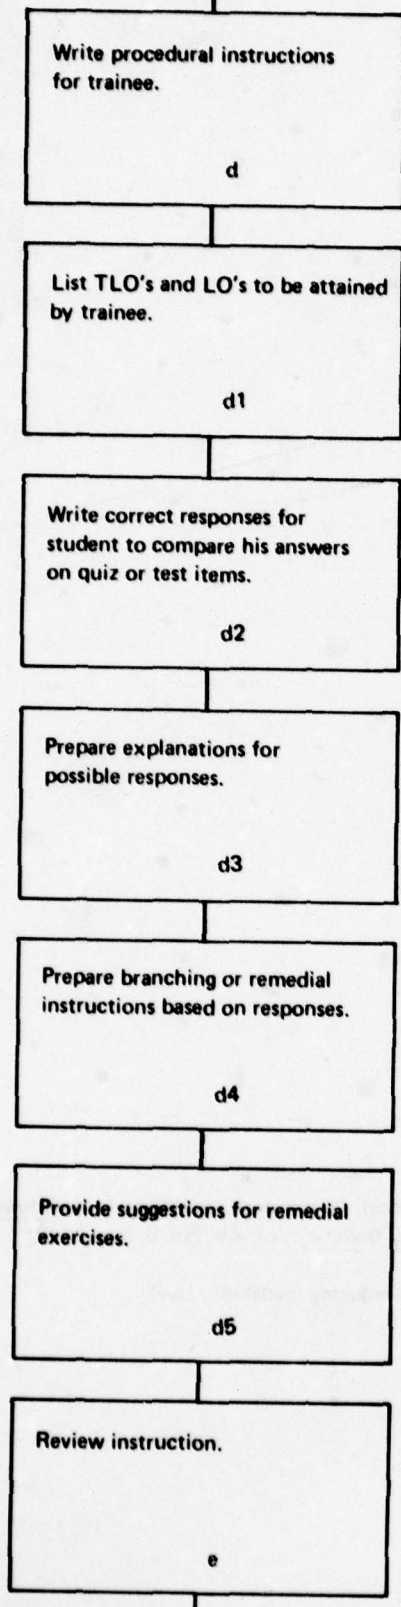 Write procedural instructions
for trainee.
d
List TLO's and LO's to be attained
by trainee.
d1
Write correct responses for
student to compare his answers
on quiz or test items.
d2
Prepare explanations for
possible responses.
d3
Prepare branching or remedial
instructions based on responses.
d4
Provide suggestions for remedial
exercises.
d5
Review instruction.
e